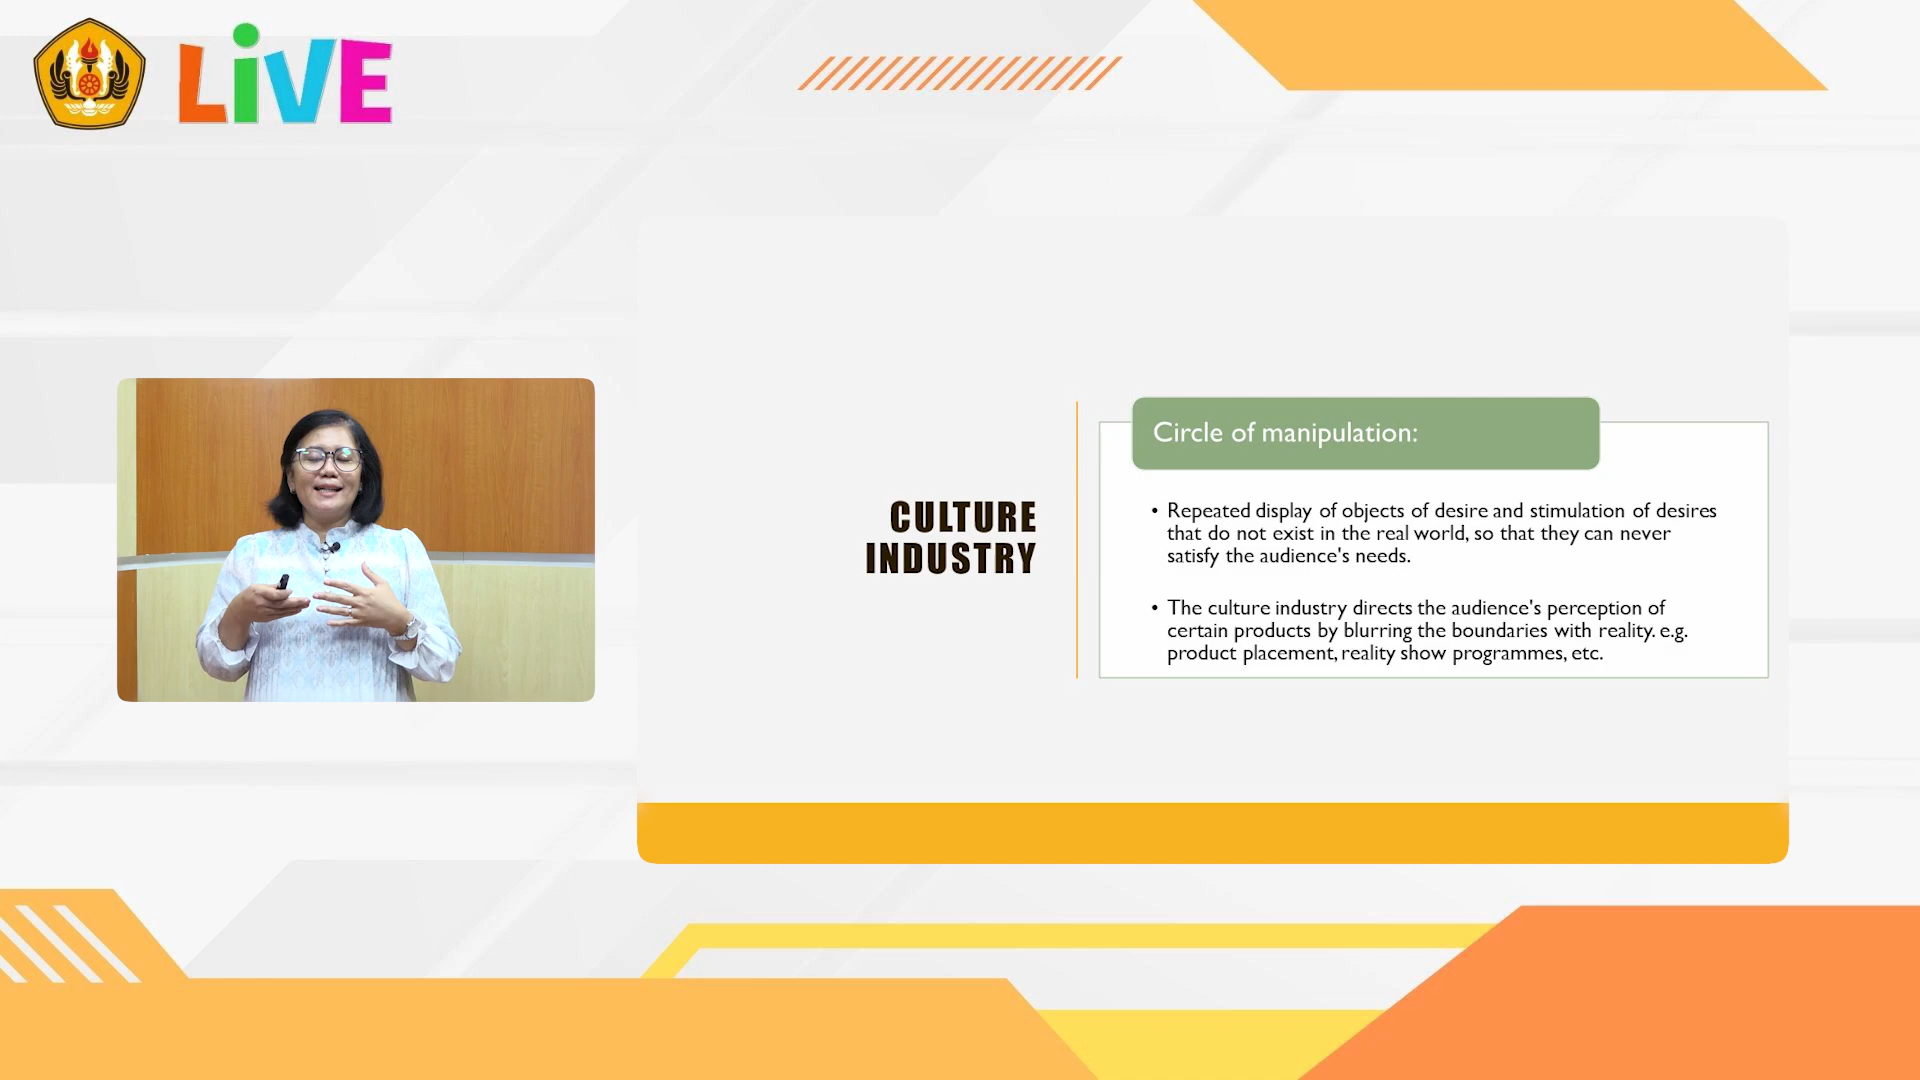 LiVE
CULTURE
INDUSTRY
Circle of manipulation:
• Repeated display of objects of desire and stimulation of desires
that do not exist in the real world, so that they can never
satisfy the audience's needs.
• The culture industry directs the audience's perception of
certain products by blurring the boundaries with reality. e.g.
product placement, reality show programmes, etc.